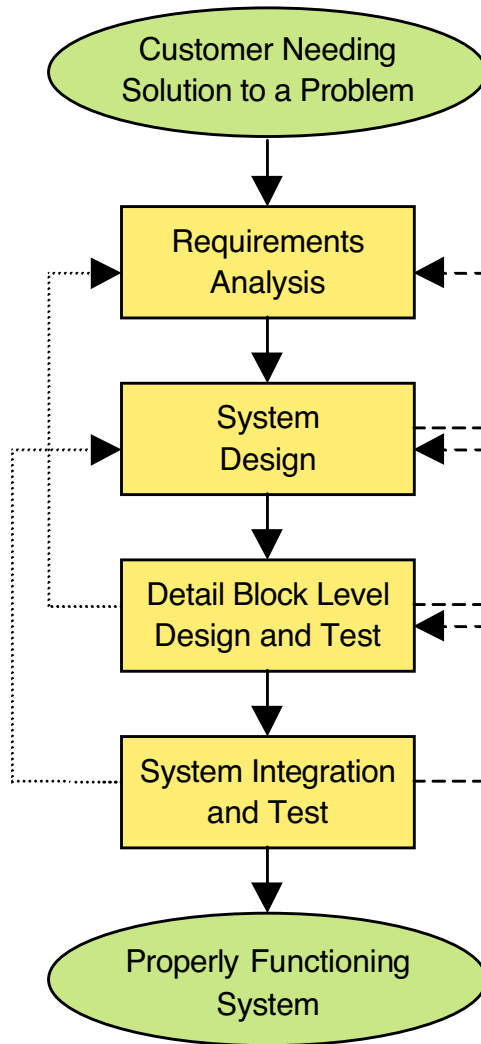 Customer Needing
Solution to a Problem
Requirements
Analysis
System
Design
Detail Block Level
Design and Test
System Integration
and Test
Properly Functioning
System